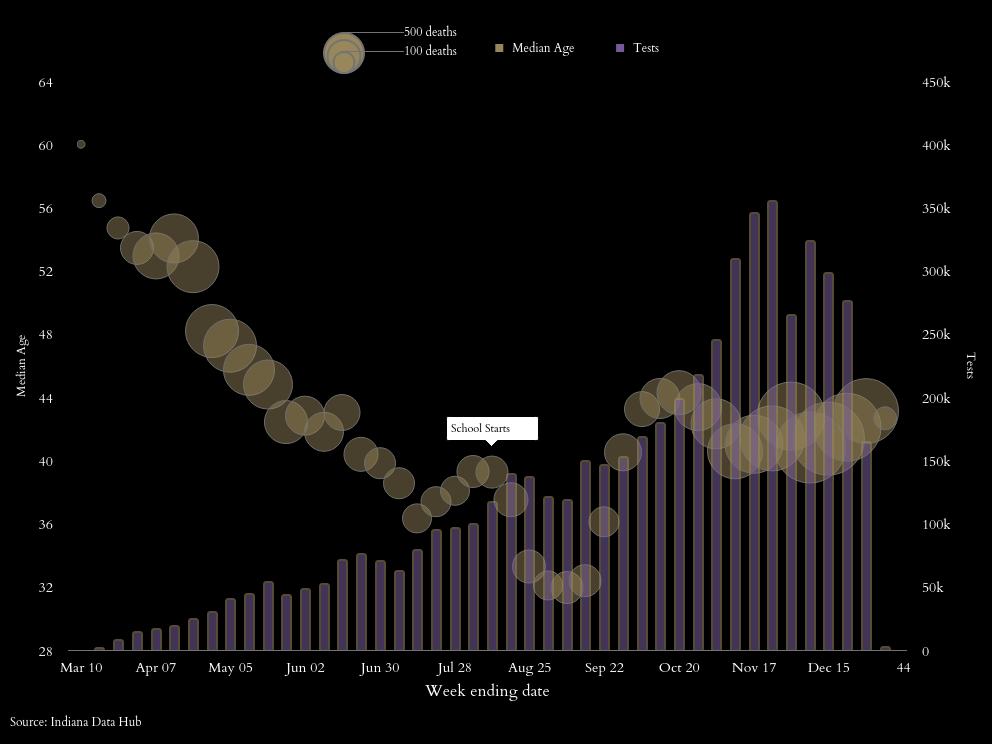 500 deaths
100 deaths
Median Age
Tests
64
450k
60
400k
56
350k
52
300k
48
250k
Median Age
Tests
44
200k
School Starts
40
150k
36
100k
32
50k
28
0
Mar 10 Apr 07 May 05 Jun 02 Jun 30 Jul 28 Aug 25 Sep 22 Oct 20 Nov 17 Dec 15 44
Week ending date
Source: Indiana Data Hub